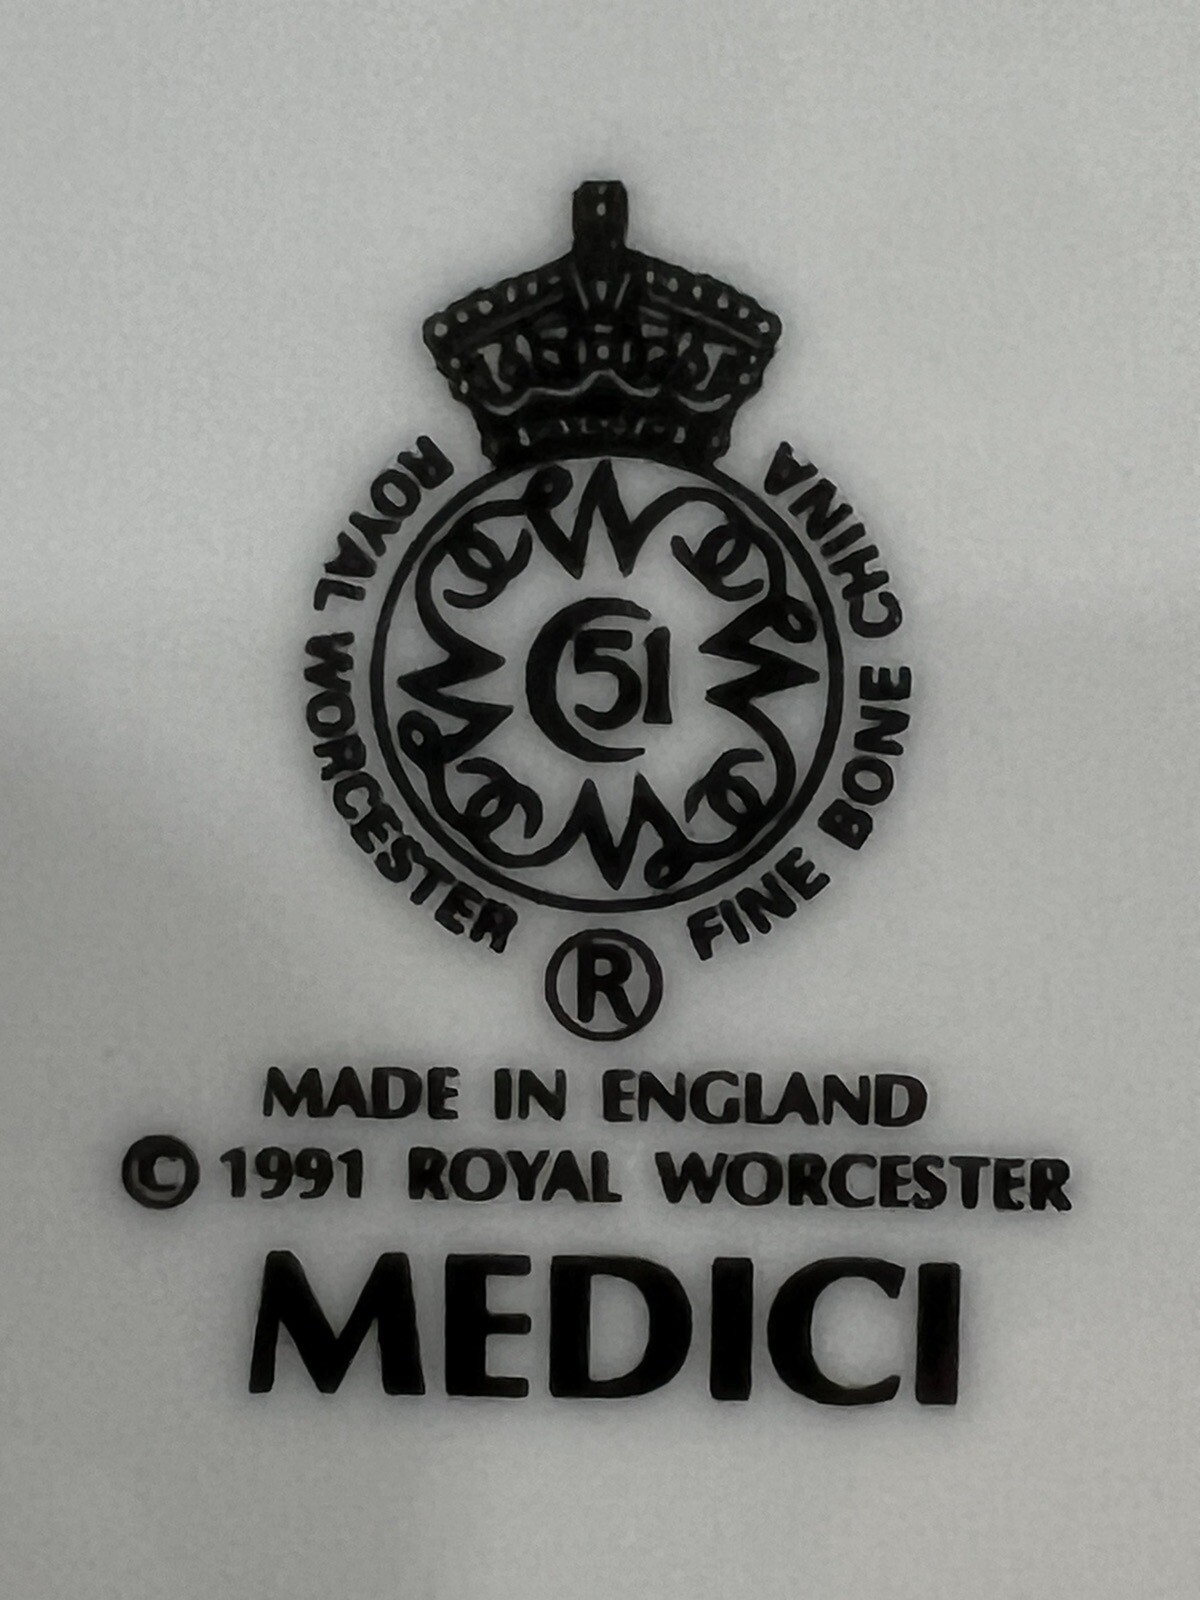 ROYAL WORCESTER
FINE BONE CHINA
51
®
MADE IN ENGLAND
© 1991 ROYAL WORCESTER
MEDICI